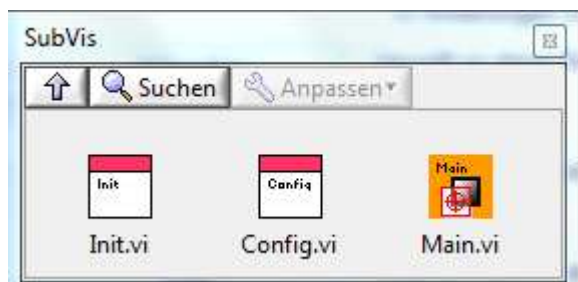 SubVis
Suchen Anpassen
Init Config Main
Init.vi Config.vi Main.vi